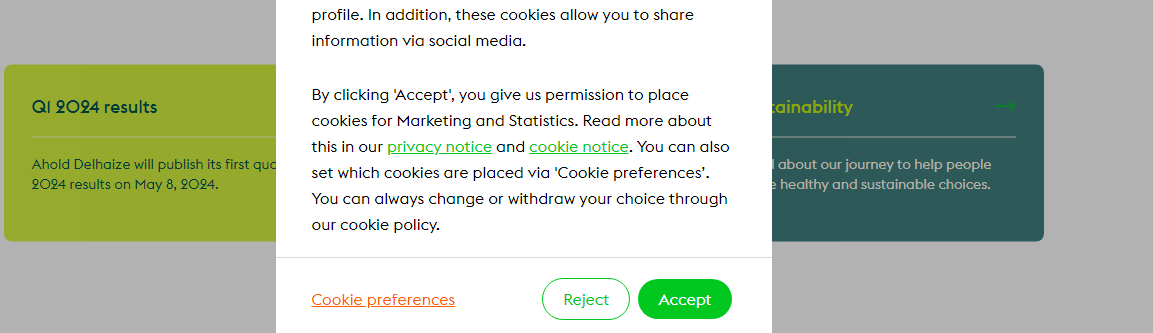 profile. In addition, these cookies allow you to share
information via social media.
By clicking 'Accept', you give us permission to place
cookies for Marketing and Statistics. Read more about
this in our privacy notice and cookie notice. You can also
set which cookies are placed via 'Cookie preferences'.
You can always change or withdraw your choice through
our cookie policy.
Cookie preferences
Reject
Accept
Q1 2024 results
Ahold Delhaize will publish its first
2024 results on May 8, 2024.
about our journey to help people
healthy and sustainable choices.